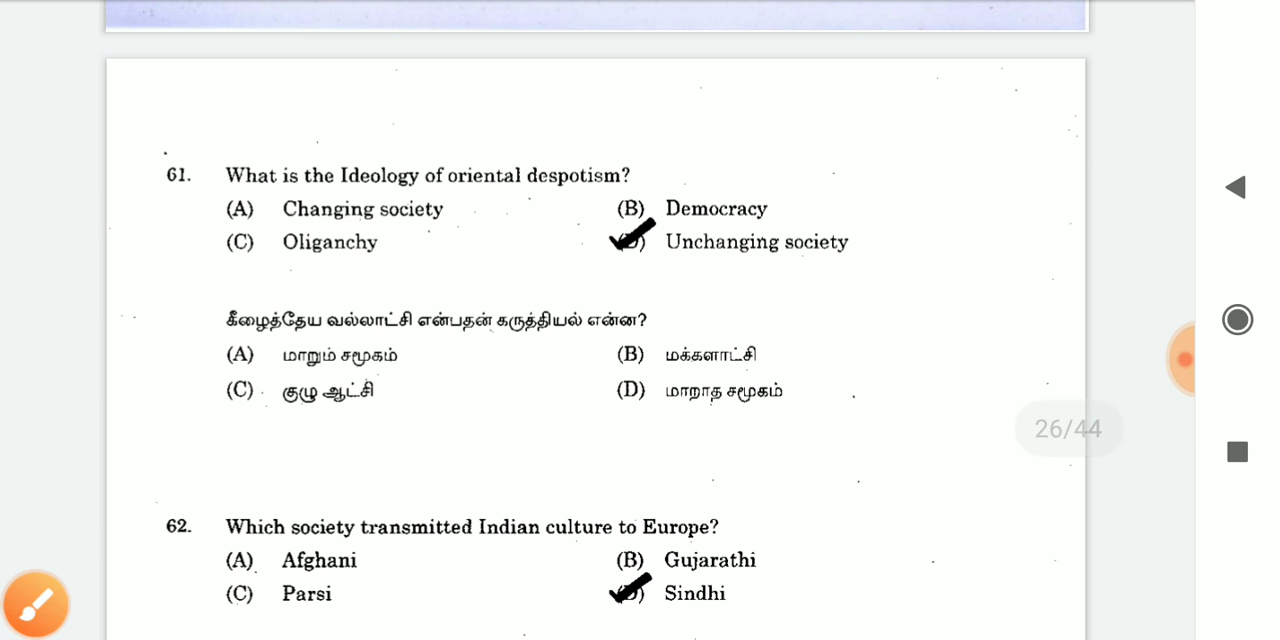 61. What is the Ideology of oriental despotism?
(A) Changing society (B) Democracy
(C) Oliganchy (D) Unchanging society
கீழைத்தேய வல்லாட்சி என்பதன் கருத்தியல் என்ன?
(A) மாறும் சமூகம் (B) மக்களாட்சி
(C) குழு ஆட்சி (D) மாறாத சமூகம்
26/44
62. Which society transmitted Indian culture to Europe?
(A) Afghani (B) Gujarathi
(C) Parsi (D) Sindhi